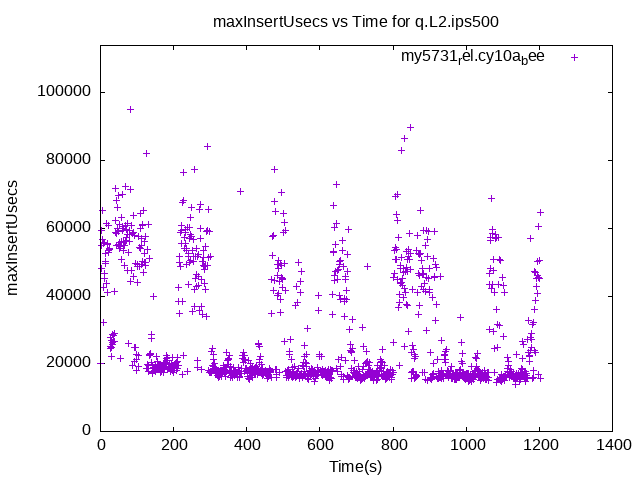 maxInsertUsecs vs Time for q.L2.ips500
my5731rel.cy10abee
100000
80000
60000
40000
20000
0
maxInsertUsecs
0 200 400 600 800 1000 1200 1400
Time(s)